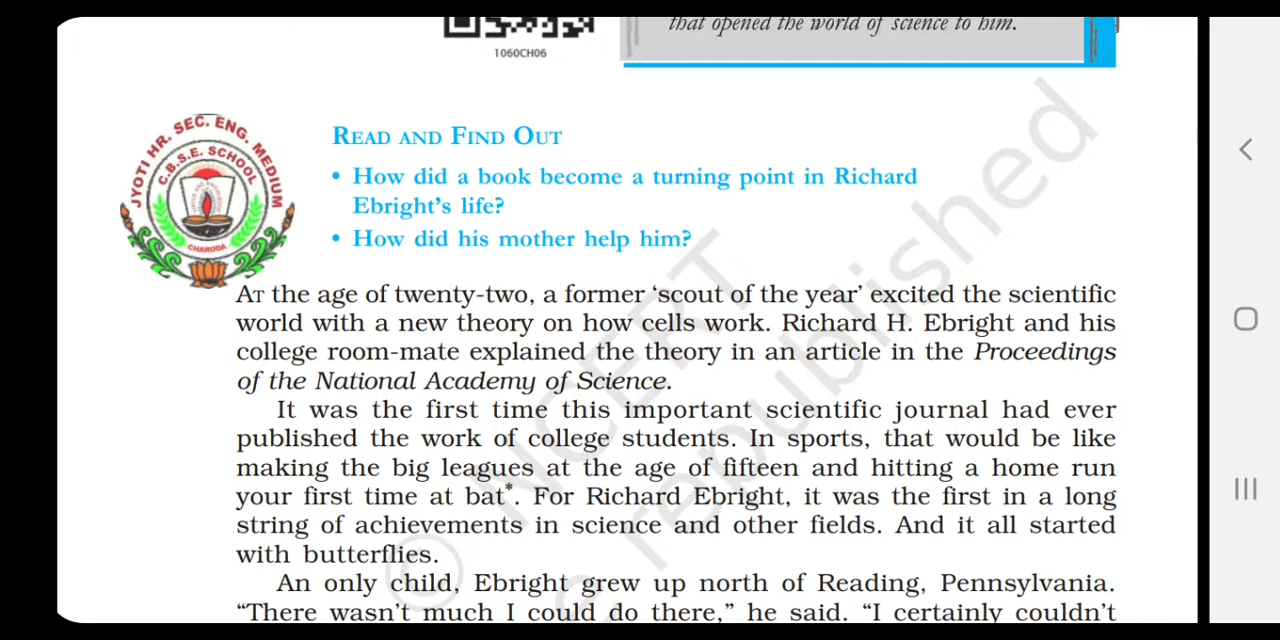 that opened the world of science to him.
1060CH06
JYOTI HR. SEC. ENG. MEDIUM
C.B.S.E. SCHOOL
CHARODA
READ AND FIND OUT
• How did a book become a turning point in Richard
Ebright's life?
• How did his mother help him?
AT the age of twenty-two, a former ‘scout of the year’ excited the scientific
world with a new theory on how cells work. Richard H. Ebright and his
college room-mate explained the theory in an article in the Proceedings
of the National Academy of Science.
It was the first time this important scientific journal had ever
published the work of college students. In sports, that would be like
making the big leagues at the age of fifteen and hitting a home run
your first time at bat*. For Richard Ebright, it was the first in a long
string of achievements in science and other fields. And it all started
with butterflies.
An only child, Ebright grew up north of Reading, Pennsylvania.
“There wasn't much I could do there,” he said. “I certainly couldn't
© NCERT
republished